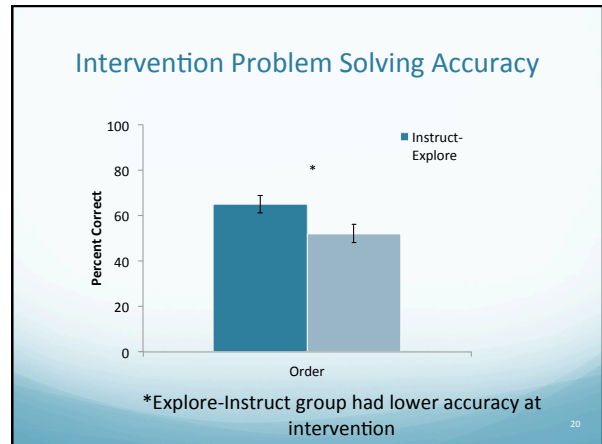 Intervention Problem Solving Accuracy
100
80
60
40
20
0
Percent Correct
*
Instruct-
Explore
Order
*Explore-Instruct group had lower accuracy at
intervention
20